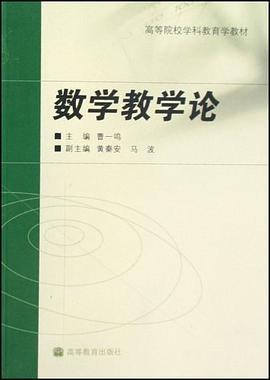 高等院校学科教育学教材
数学教学论
主 编 曹一鸣
副主编 黄秦安 马 波
高等教育出版社